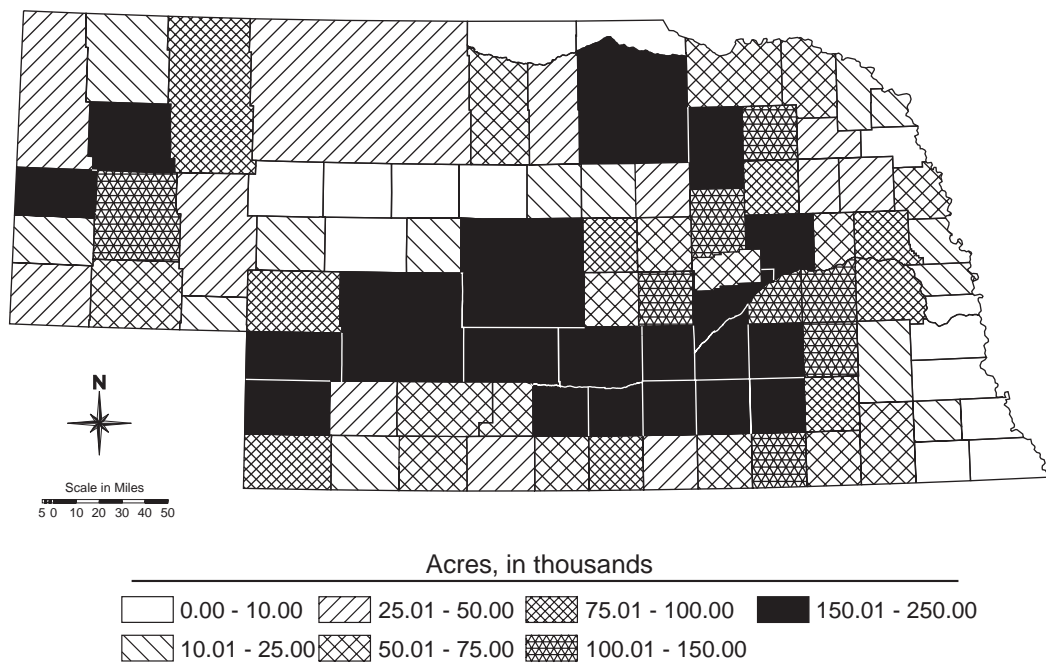 N
Scale in Miles
5 0 10 20 30 40 50
Acres, in thousands
0.00 - 10.00 25.01 - 50.00 75.01 - 100.00 150.01 - 250.00
10.01 - 25.00 50.01 - 75.00 100.01 - 150.00